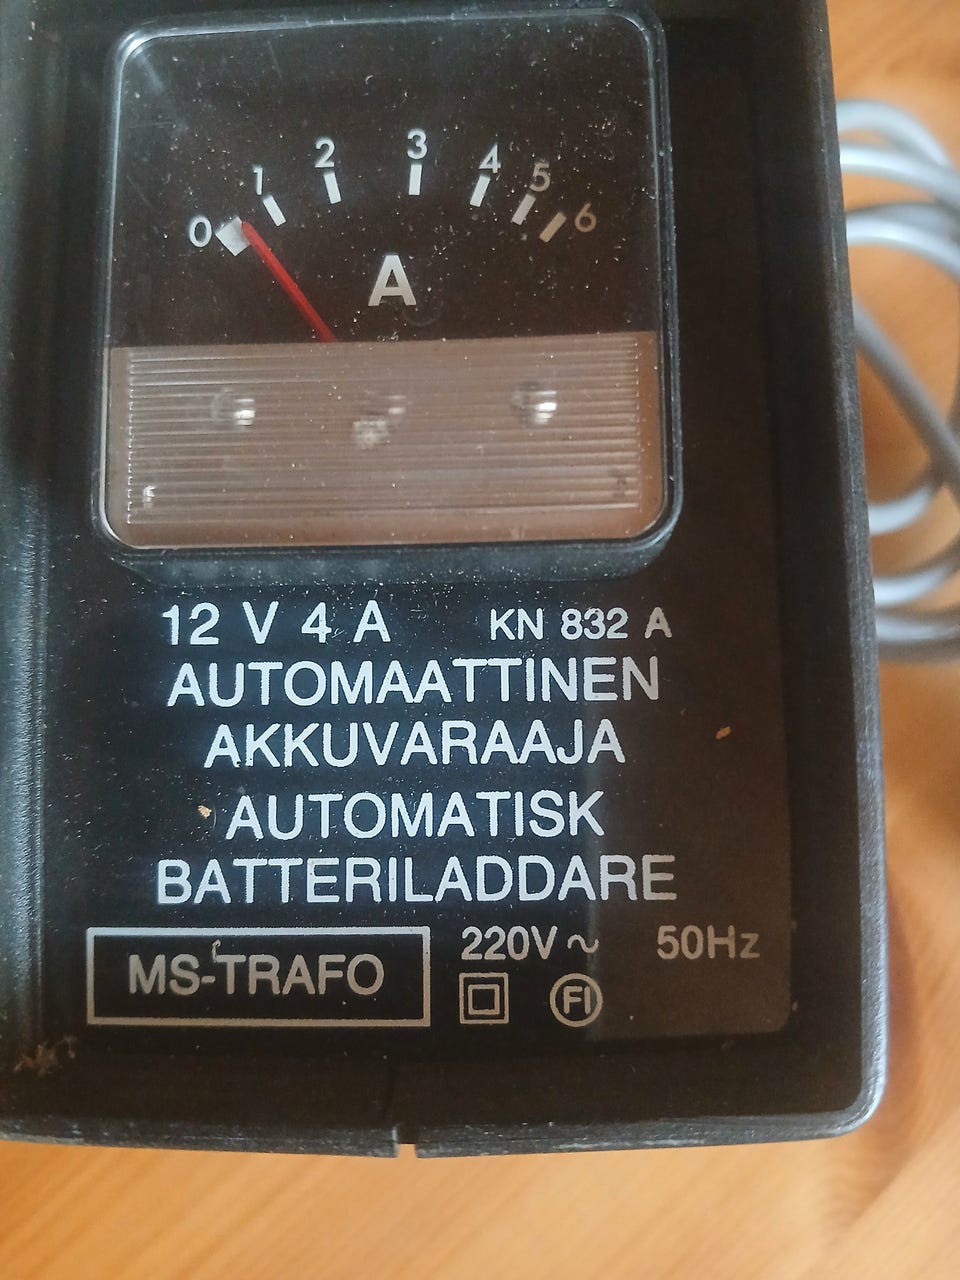 0 1 2 3 4 5 6
A
12 V 4 A KN 832 A
AUTOMAATTINEN
AKKUVARAAJA
AUTOMATISK
BATTERILADDARE
MS-TRAFO 220V ~ 50Hz
FI